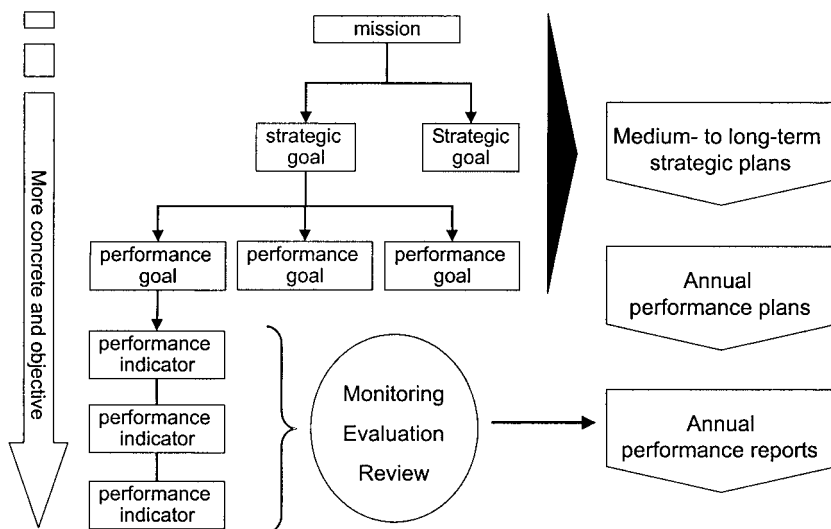 mission
strategic
goal
Strategic
goal
performance
goal
performance
goal
performance
goal
performance
indicator
performance
indicator
performance
indicator
More concrete and objective
Monitoring
Evaluation
Review
Medium- to long-term
strategic plans
Annual
performance plans
Annual
performance reports